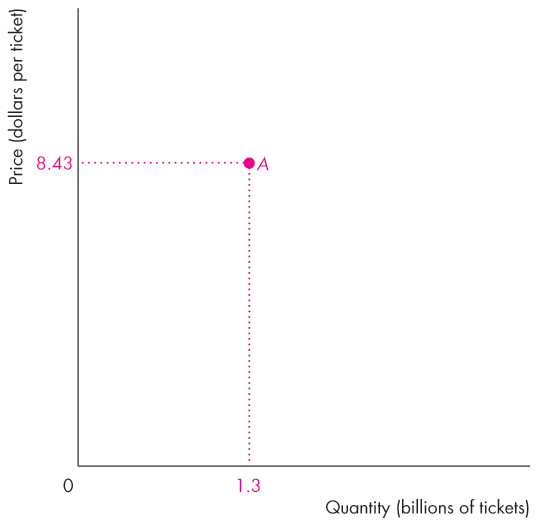 Price (dollars per ticket)
8.43
A
0
1.3
Quantity (billions of tickets)